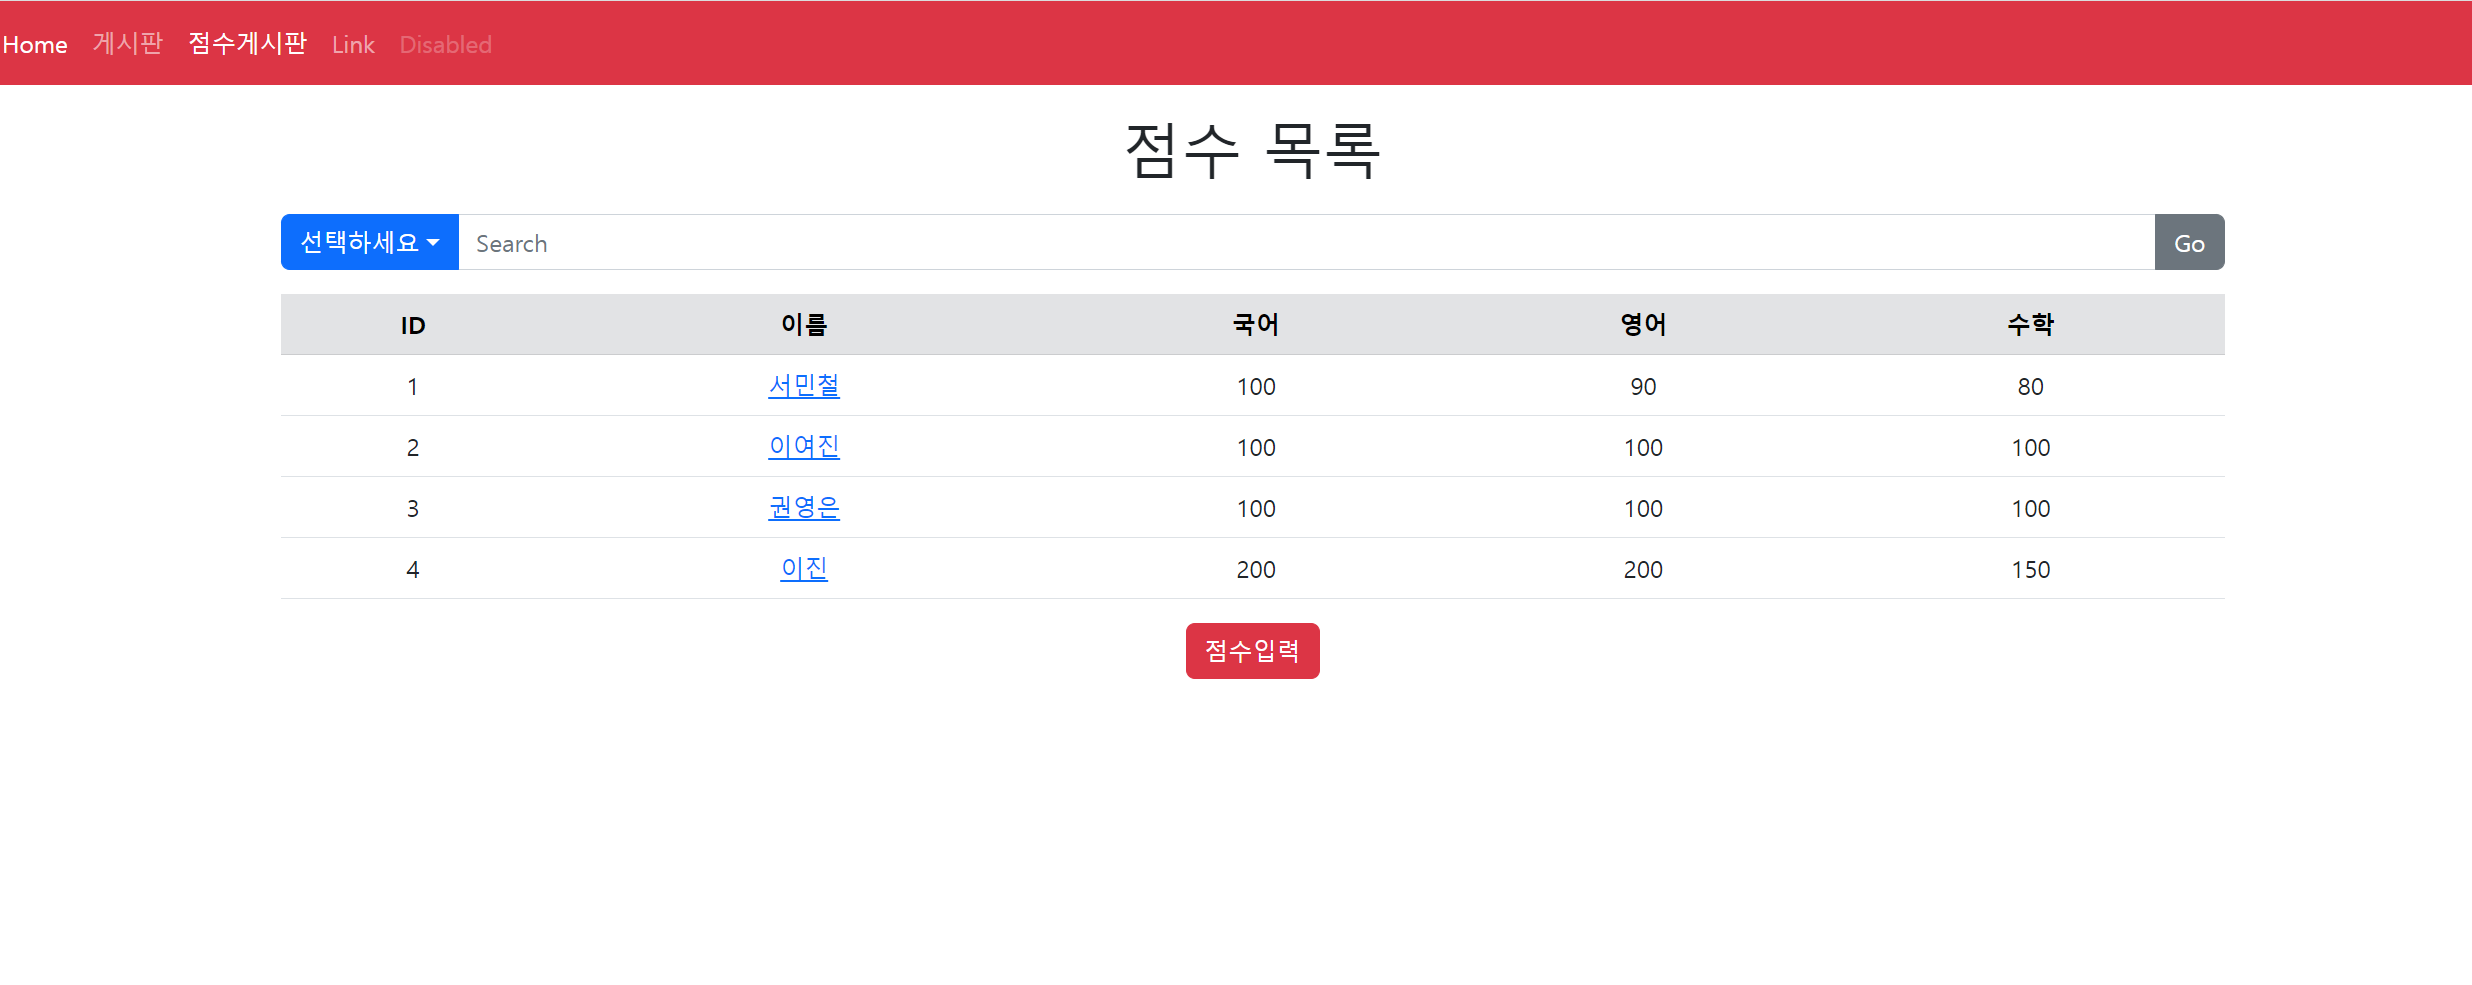 Home 게시판 점수게시판 Link Disabled
점수 목록
선택하세요 Search Go
ID 이름 국어 영어 수학
1 서민철 100 90 80
2 이여진 100 100 100
3 권영은 100 100 100
4 이진 200 200 150
점수입력